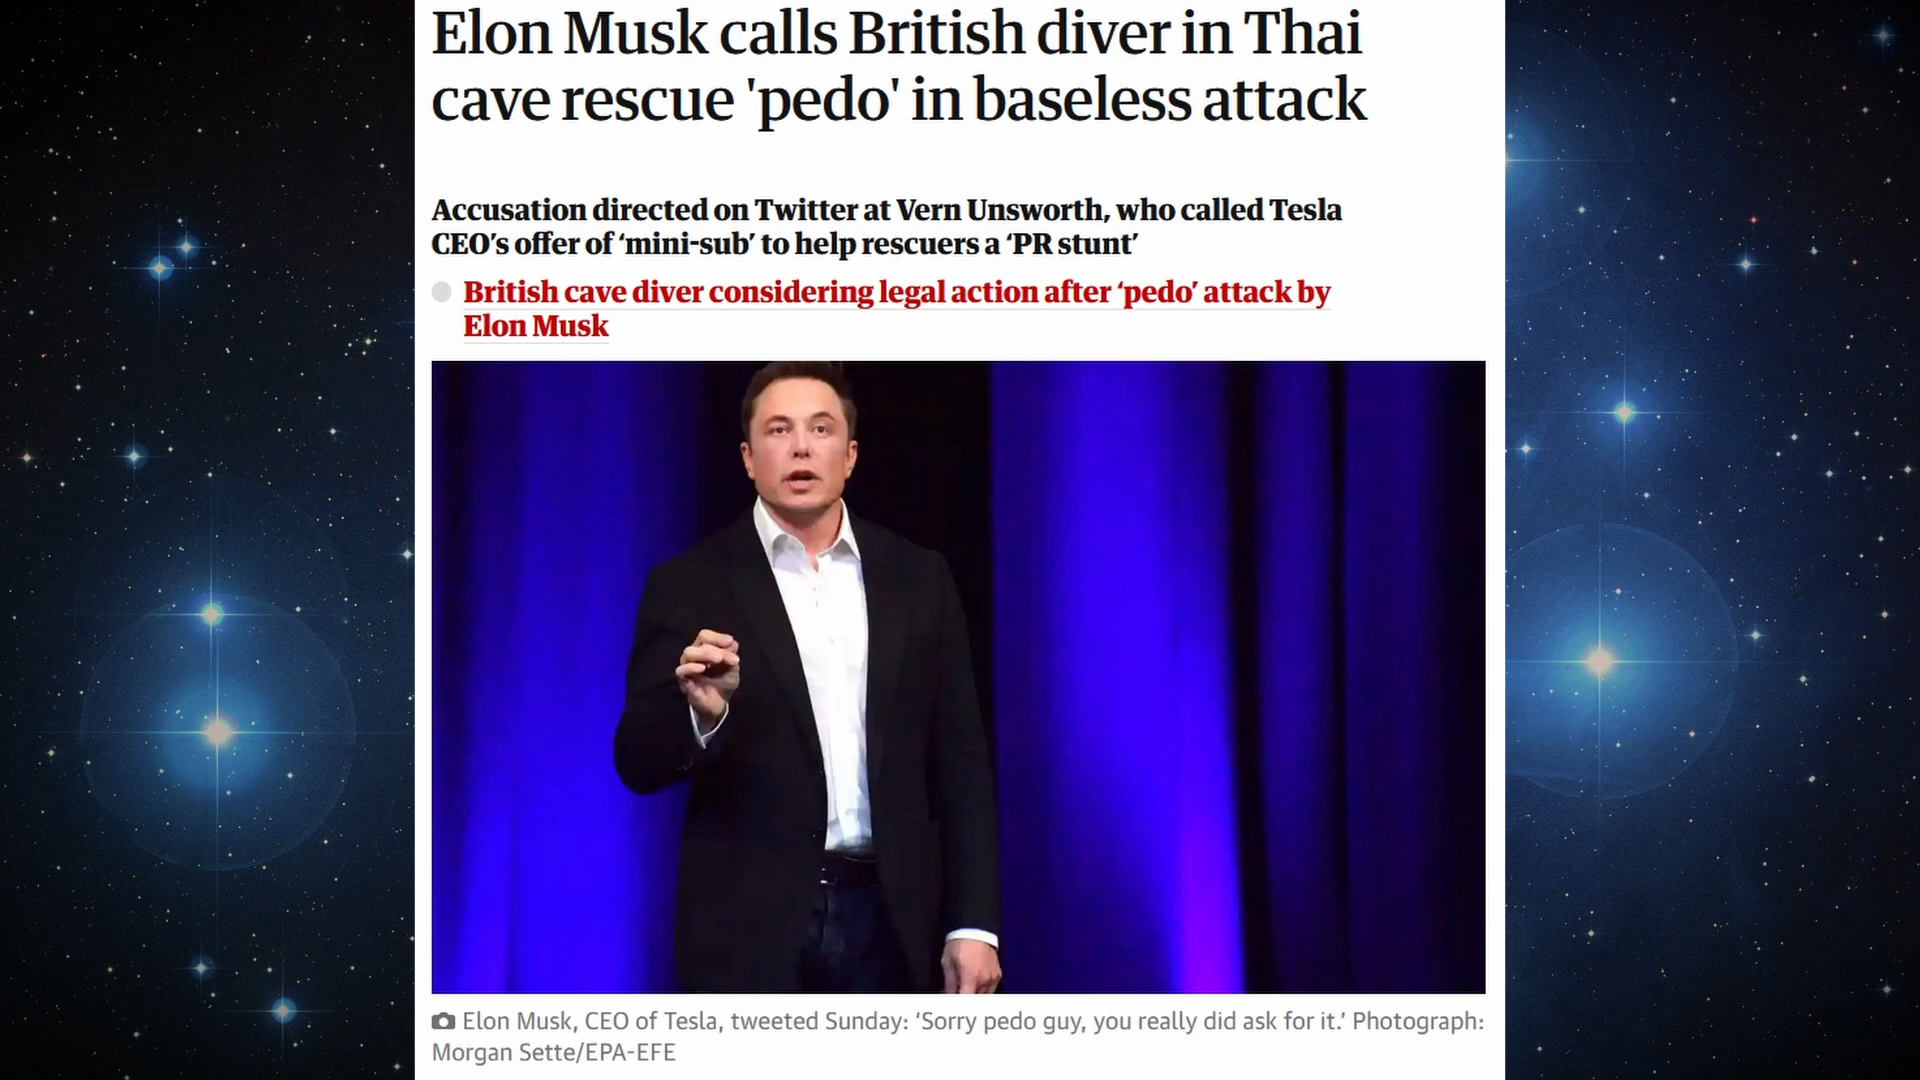 Elon Musk calls British diver in Thai
cave rescue 'pedo' in baseless attack
Accusation directed on Twitter at Vern Unsworth, who called Tesla
CEO’s offer of ‘mini-sub’ to help rescuers a ‘PR stunt’
British cave diver considering legal action after ‘pedo’ attack by
Elon Musk
Elon Musk, CEO of Tesla, tweeted Sunday: ‘Sorry pedo guy, you really did ask for it.’ Photograph:
Morgan Sette/EPA-EFE